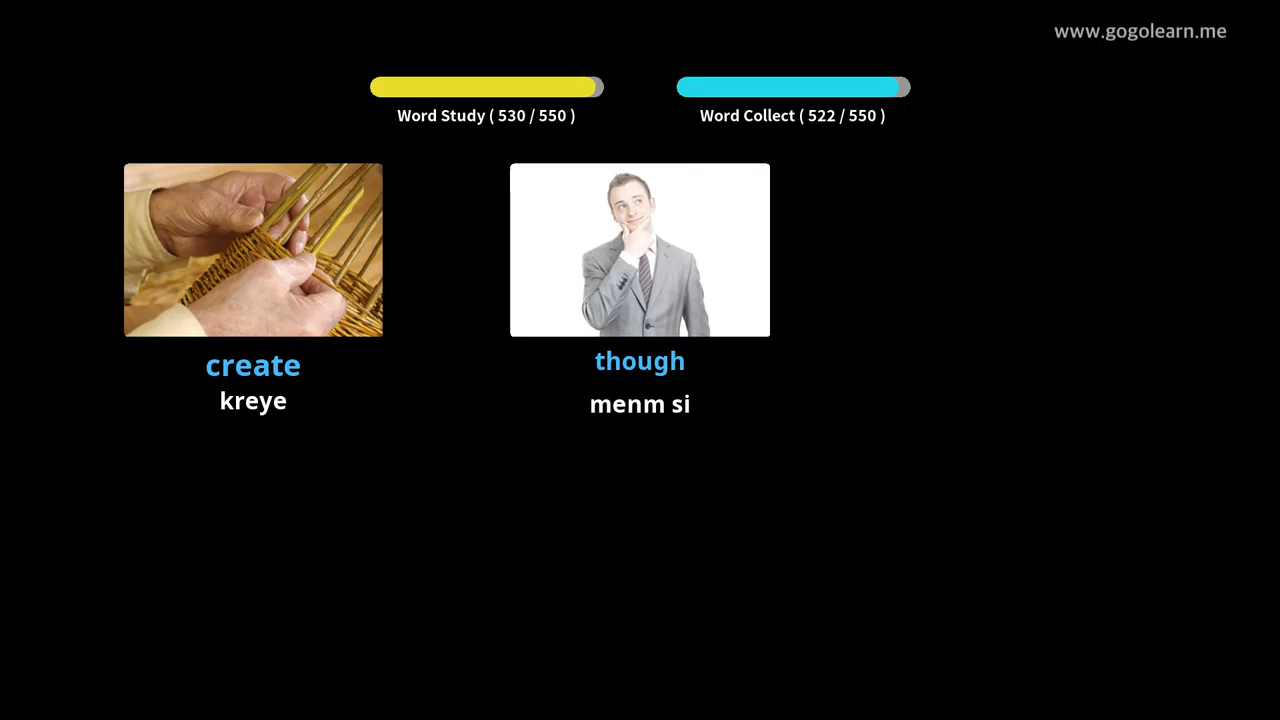 www.gogolearn.me
Word Study ( 530 / 550 )
Word Collect ( 522 / 550 )
create
kreye
though
menm si